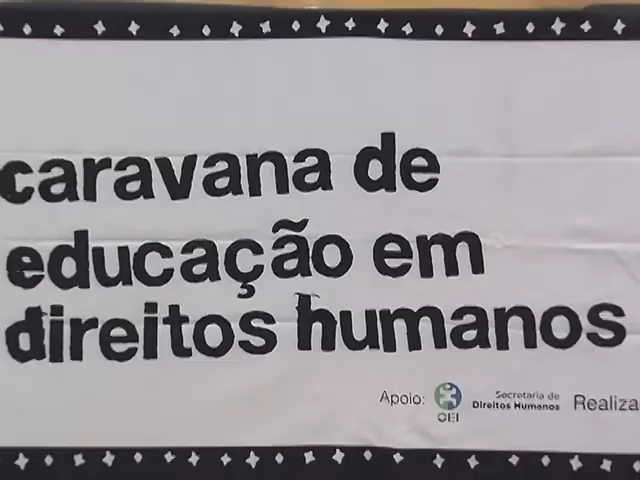 caravana de
educação em
direitos humanos
Apoio: OEI Secretaria de Direitos Humanos Realiza